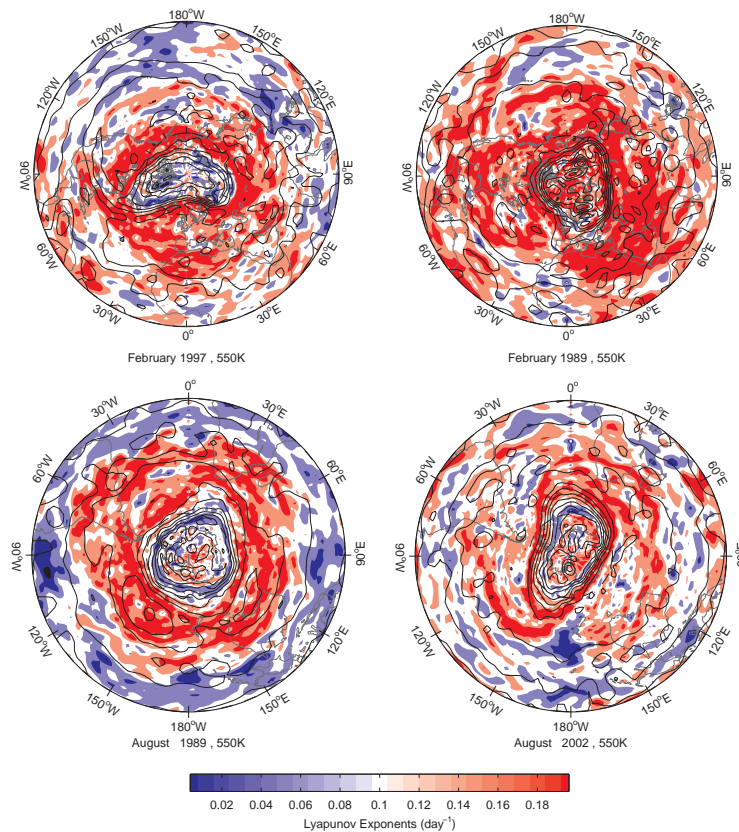 180°W
150°W
150°E
120°W
120°E
90°W
90°E
60°W
60°E
30°W
30°E
0°
February 1997 , 550K
180°W
150°W
150°E
120°W
120°E
90°W
90°E
60°W
60°E
30°W
30°E
0°
February 1989 , 550K
0°
30°W
30°E
60°W
60°E
90°W
90°E
120°W
120°E
150°W
150°E
180°W
August 1989 , 550K
0°
30°W
30°E
60°W
60°E
90°W
90°E
120°W
120°E
150°W
150°E
180°W
August 2002 , 550K
0.02 0.04 0.06 0.08 0.1 0.12 0.14 0.16 0.18
Lyapunov Exponents (day⁻¹)